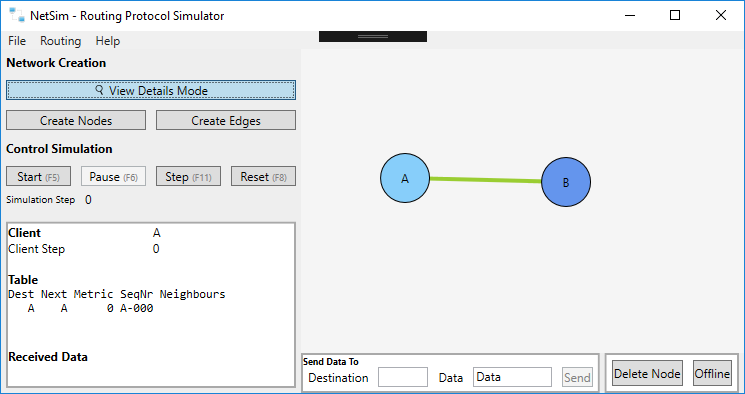 NetSim - Routing Protocol Simulator
File Routing Help
Network Creation
View Details Mode
Create Nodes Create Edges
Control Simulation
Start (F5) Pause (F6) Step (F11) Reset (F8)
Simulation Step 0
Client A
Client Step 0
Table
Dest Next Metric SeqNr Neighbours
A A 0 A-000
Received Data
A
B
Send Data To
Destination Data Data Send
Delete Node Offline